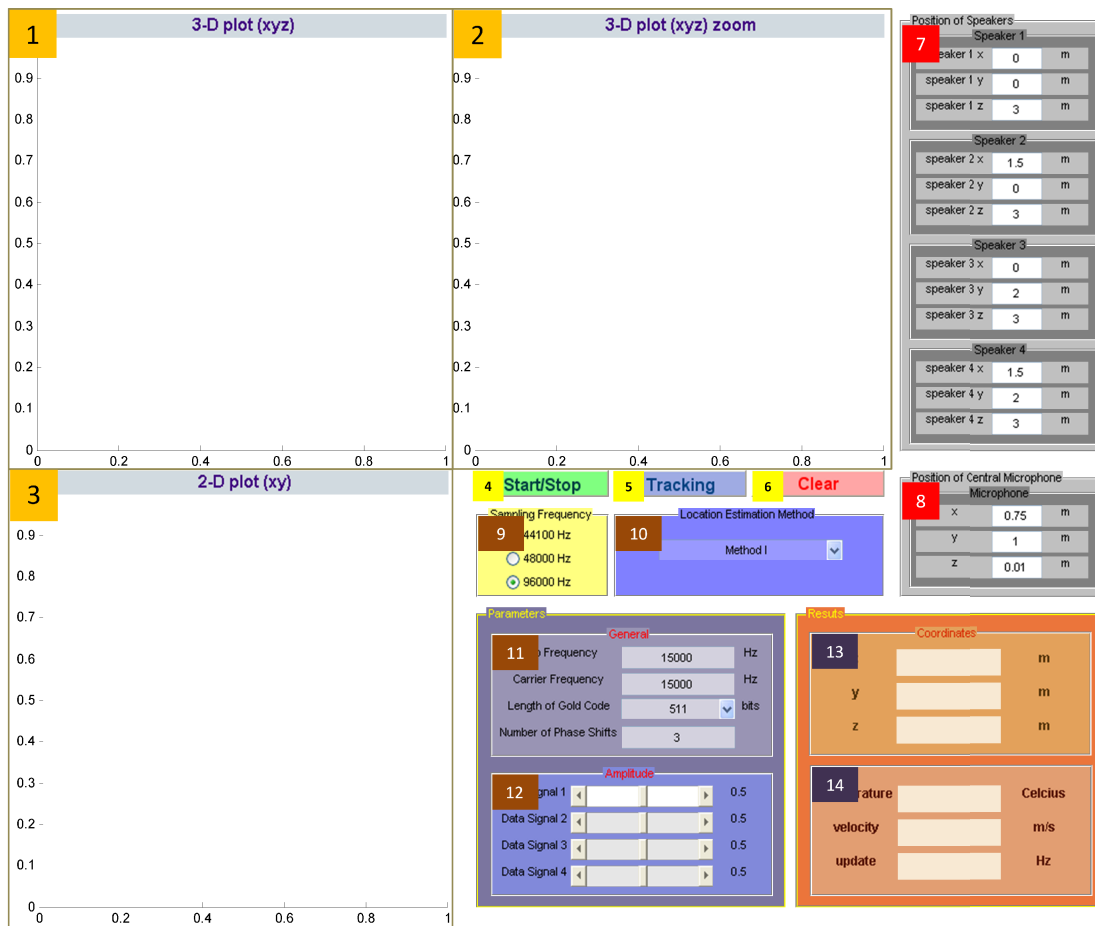 1
3-D plot (xyz)
0.9
0.8
0.7
0.6
0.5
0.4
0.3
0.2
0.1
0
0 0.2 0.4 0.6 0.8 1
2
3-D plot (xyz) zoom
0.9
0.8
0.7
0.6
0.5
0.4
0.3
0.2
0.1
0
0 0.2 0.4 0.6 0.8 1
Position of Speakers
7
Speaker 1
eaker 1 x 0 m
speaker 1 y 0 m
speaker 1 z 3 m
Speaker 2
speaker 2 x 1.5 m
speaker 2 y 0 m
speaker 2 z 3 m
Speaker 3
speaker 3 x 0 m
speaker 3 y 2 m
speaker 3 z 3 m
Speaker 4
speaker 4 x 1.5 m
speaker 4 y 2 m
speaker 4 z 3 m
3
2-D plot (xy)
0.9
0.8
0.7
0.6
0.5
0.4
0.3
0.2
0.1
0
0 0.2 0.4 0.6 0.8 1
4 Start/Stop
5 Tracking
6 Clear
Position of Central Microphone
8
Microphone
x 0.75 m
y 1 m
z 0.01 m
Sampling Frequency
9
44100 Hz
48000 Hz
96000 Hz
Location Estimation Method
10
Method I
Parameters
General
11
Frequency 15000 Hz
Carrier Frequency 15000 Hz
Length of Gold Code 511 bits
Number of Phase Shifts 3
Amplitude
12
gnal 1 0.5
Data Signal 2 0.5
Data Signal 3 0.5
Data Signal 4 0.5
Resuts
Coordinates
13
m
y m
z m
14
rature Celcius
velocity m/s
update Hz